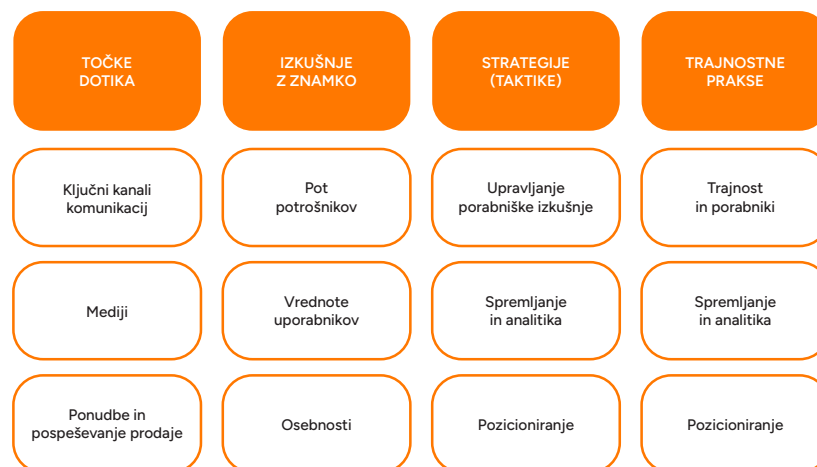 TOČKE
DOTIKA
IZKUŠNJE
Z ZNAMKO
STRATEGIJE
(TAKTIKE)
TRAJNOSTNE
PRAKSE
Ključni kanali
komunikacij
Pot
potrošnikov
Upravljanje
porabniške izkušnje
Trajnost
in porabniki
Mediji
Vrednote
uporabnikov
Spremljanje
in analitika
Spremljanje
in analitika
Ponudbe in
pospeševanje prodaje
Osebnosti
Pozicioniranje
Pozicioniranje